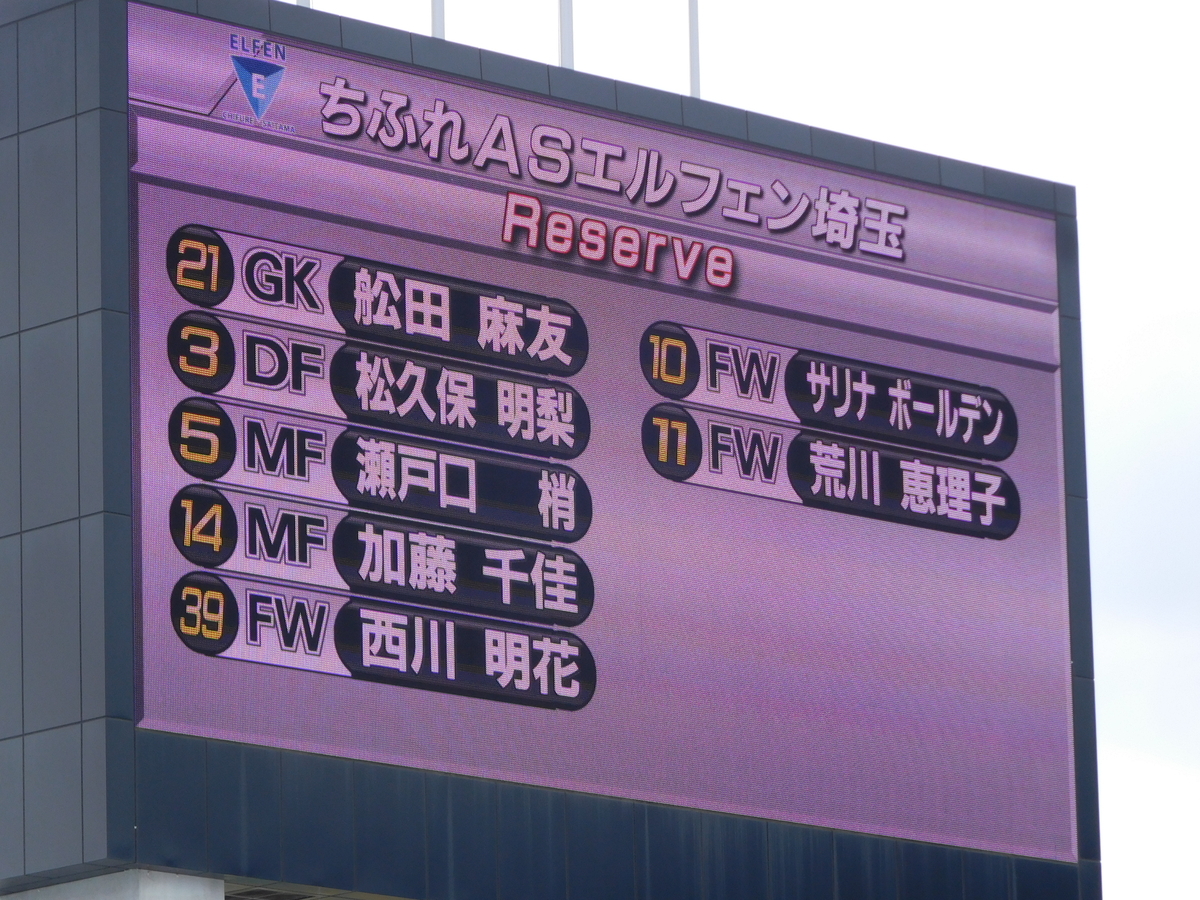 ELFEN
E
CHIFURE SAITAMA
ちふれASエルフェン埼玉
Reserve
21 GK 舩田 麻友
3 DF 松久保 明梨
5 MF 瀬戸口 梢
14 MF 加藤 千佳
39 FW 西川 明花
10 FW サリナ ボールデン
11 FW 荒川 恵理子